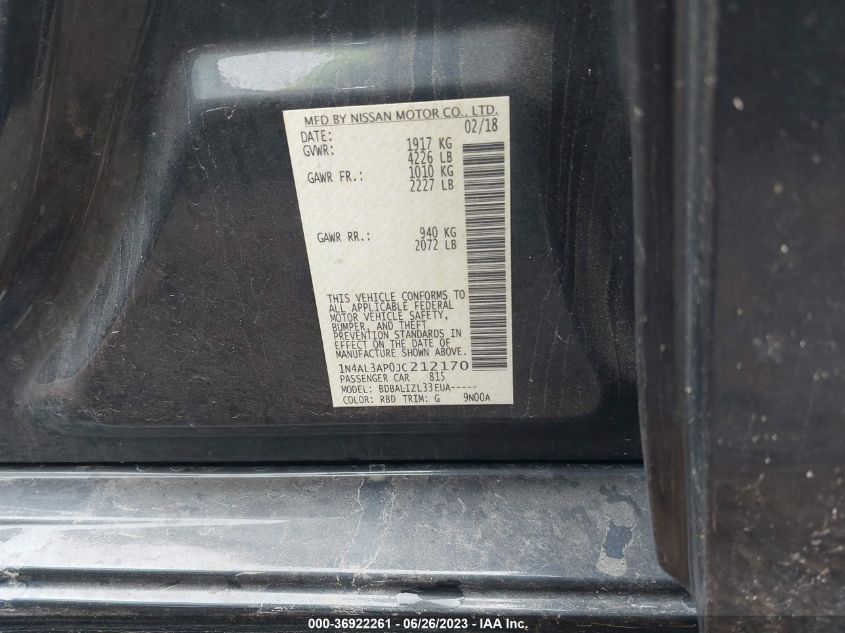 MFD BY NISSAN MOTOR CO., LTD.
DATE: 02/18
GVWR: 1917 KG
4226 LB
GAWR FR.: 1010 KG
2227 LB
GAWR RR.: 940 KG
2072 LB
THIS VEHICLE CONFORMS TO
ALL APPLICABLE FEDERAL
MOTOR VEHICLE SAFETY,
BUMPER, AND THEFT
PREVENTION STANDARDS IN
EFFECT ON THE DATE OF
MANUFACTURE SHOWN ABOVE.
1N4AL3AP0JC212170
PASSENGER CAR 815
MODEL: BDBALIZL33EUA-----
COLOR: RBD TRIM: G 9N00A
000-36922261 - 06/26/2023 - IAA Inc.